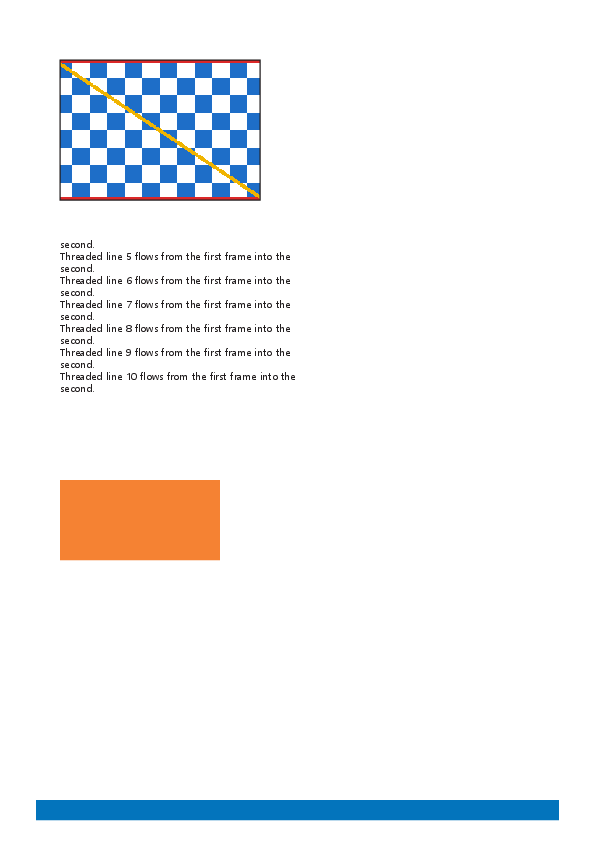 second.
Threaded line 5 flows from the first frame into the
second.
Threaded line 6 flows from the first frame into the
second.
Threaded line 7 flows from the first frame into the
second.
Threaded line 8 flows from the first frame into the
second.
Threaded line 9 flows from the first frame into the
second.
Threaded line 10 flows from the first frame into the
second.